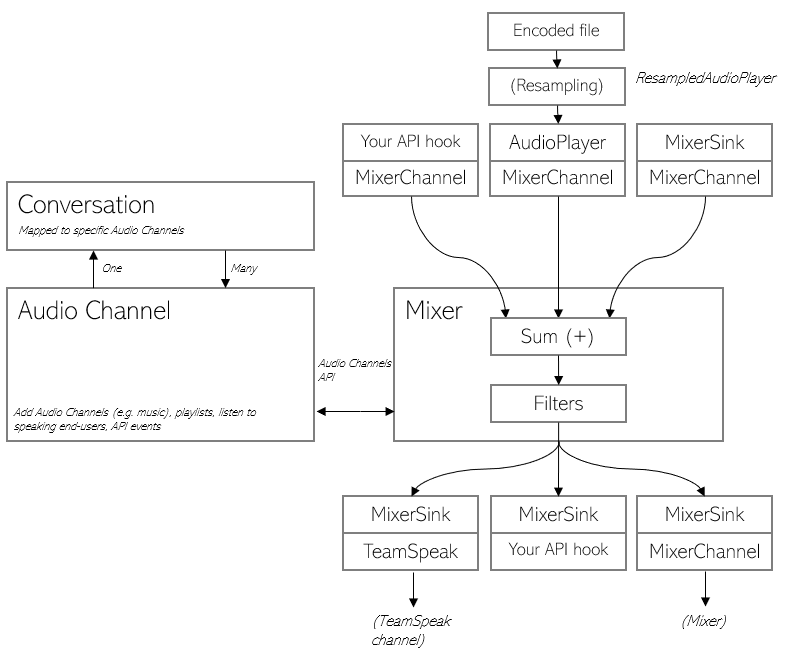 Encoded file
(Resampling)
ResampledAudioPlayer
Your API hook
MixerChannel
AudioPlayer
MixerChannel
MixerSink
MixerChannel
Conversation
Mapped to specific Audio Channels
One
Many
Audio Channel
Add Audio Channels (e.g. music), playlists, listen to
speaking end-users, API events
Audio Channels
API
Mixer
Sum (+)
Filters
MixerSink
TeamSpeak
MixerSink
Your API hook
MixerSink
MixerChannel
(TeamSpeak
channel)
(Mixer)